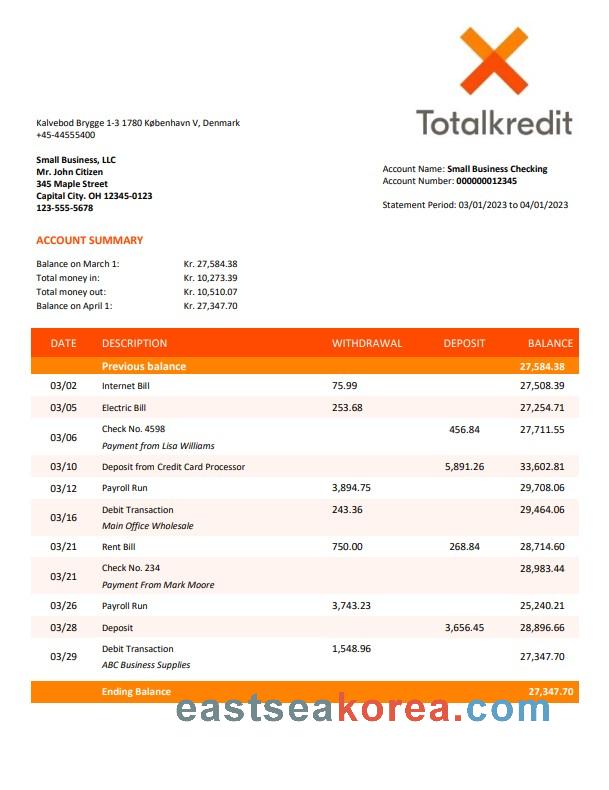 Totalkredit
Kalvebod Brygge 1-3 1780 København V, Denmark
+45-44555400
Small Business, LLC
Mr. John Citizen
345 Maple Street
Capital City. OH 12345-0123
123-555-5678
Account Name: Small Business Checking
Account Number: 000000012345
Statement Period: 03/01/2023 to 04/01/2023
ACCOUNT SUMMARY
Balance on March 1: Kr. 27,584.38
Total money in: Kr. 10,273.39
Total money out: Kr. 10,510.07
Balance on April 1: Kr. 27,347.70
DATE DESCRIPTION WITHDRAWAL DEPOSIT BALANCE
Previous balance 27,584.38
03/02 Internet Bill 75.99 27,508.39
03/05 Electric Bill 253.68 27,254.71
03/06 Check No. 4598 456.84 27,711.55
Payment from Lisa Williams
03/10 Deposit from Credit Card Processor 5,891.26 33,602.81
03/12 Payroll Run 3,894.75 29,708.06
03/16 Debit Transaction 243.36 29,464.06
Main Office Wholesale
03/21 Rent Bill 750.00 268.84 28,714.60
03/21 Check No. 234 28,983.44
Payment From Mark Moore
03/26 Payroll Run 3,743.23 25,240.21
03/28 Deposit 3,656.45 28,896.66
03/29 Debit Transaction 1,548.96 27,347.70
ABC Business Supplies
Ending Balance 27,347.70
eastseakorea.com